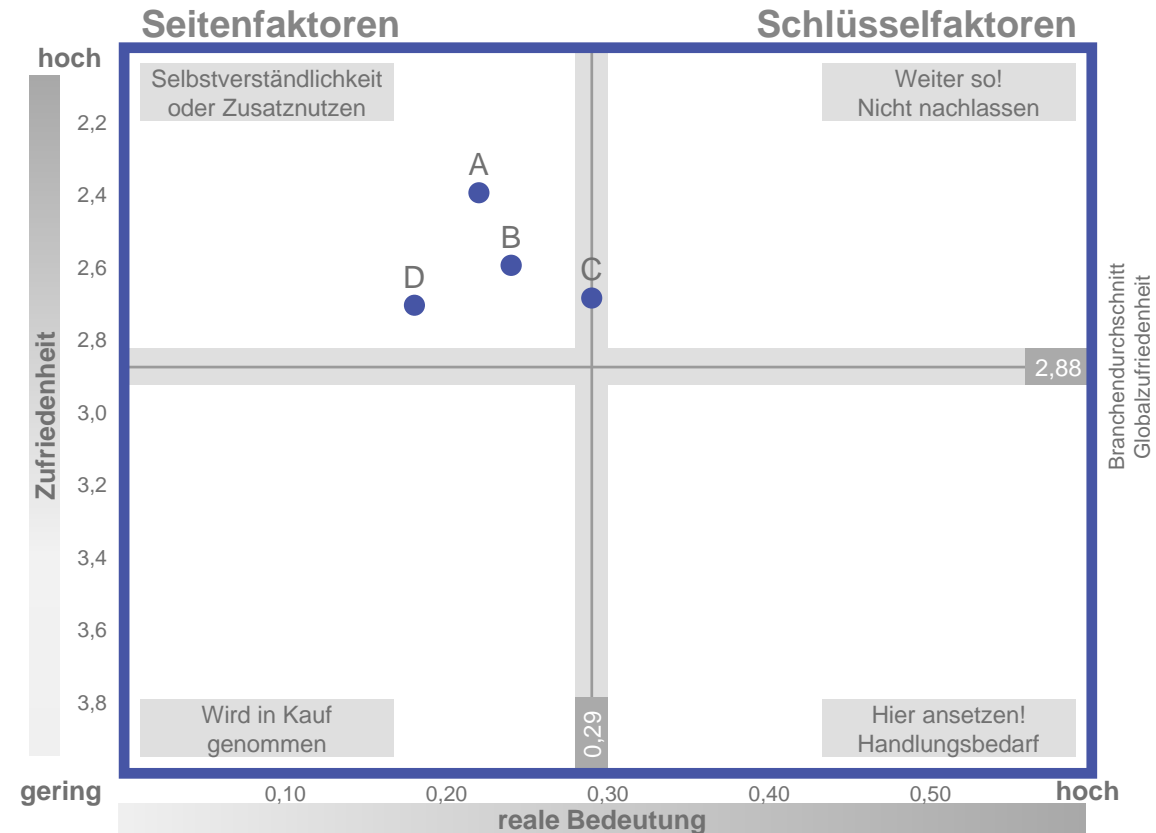 Seitenfaktoren
Schlüsselfaktoren
hoch
Selbstverständlichkeit
oder Zusatznutzen
Weiter so!
Nicht nachlassen
2,2
2,4
2,6
2,8
3,0
3,2
3,4
3,6
3,8
Zufriedenheit
A
B
C
D
2,88
Branchendurchschnitt
Globalzufriedenheit
Wird in Kauf
genommen
0,29
Hier ansetzen!
Handlungsbedarf
gering
0,10
0,20
0,30
0,40
0,50
hoch
reale Bedeutung